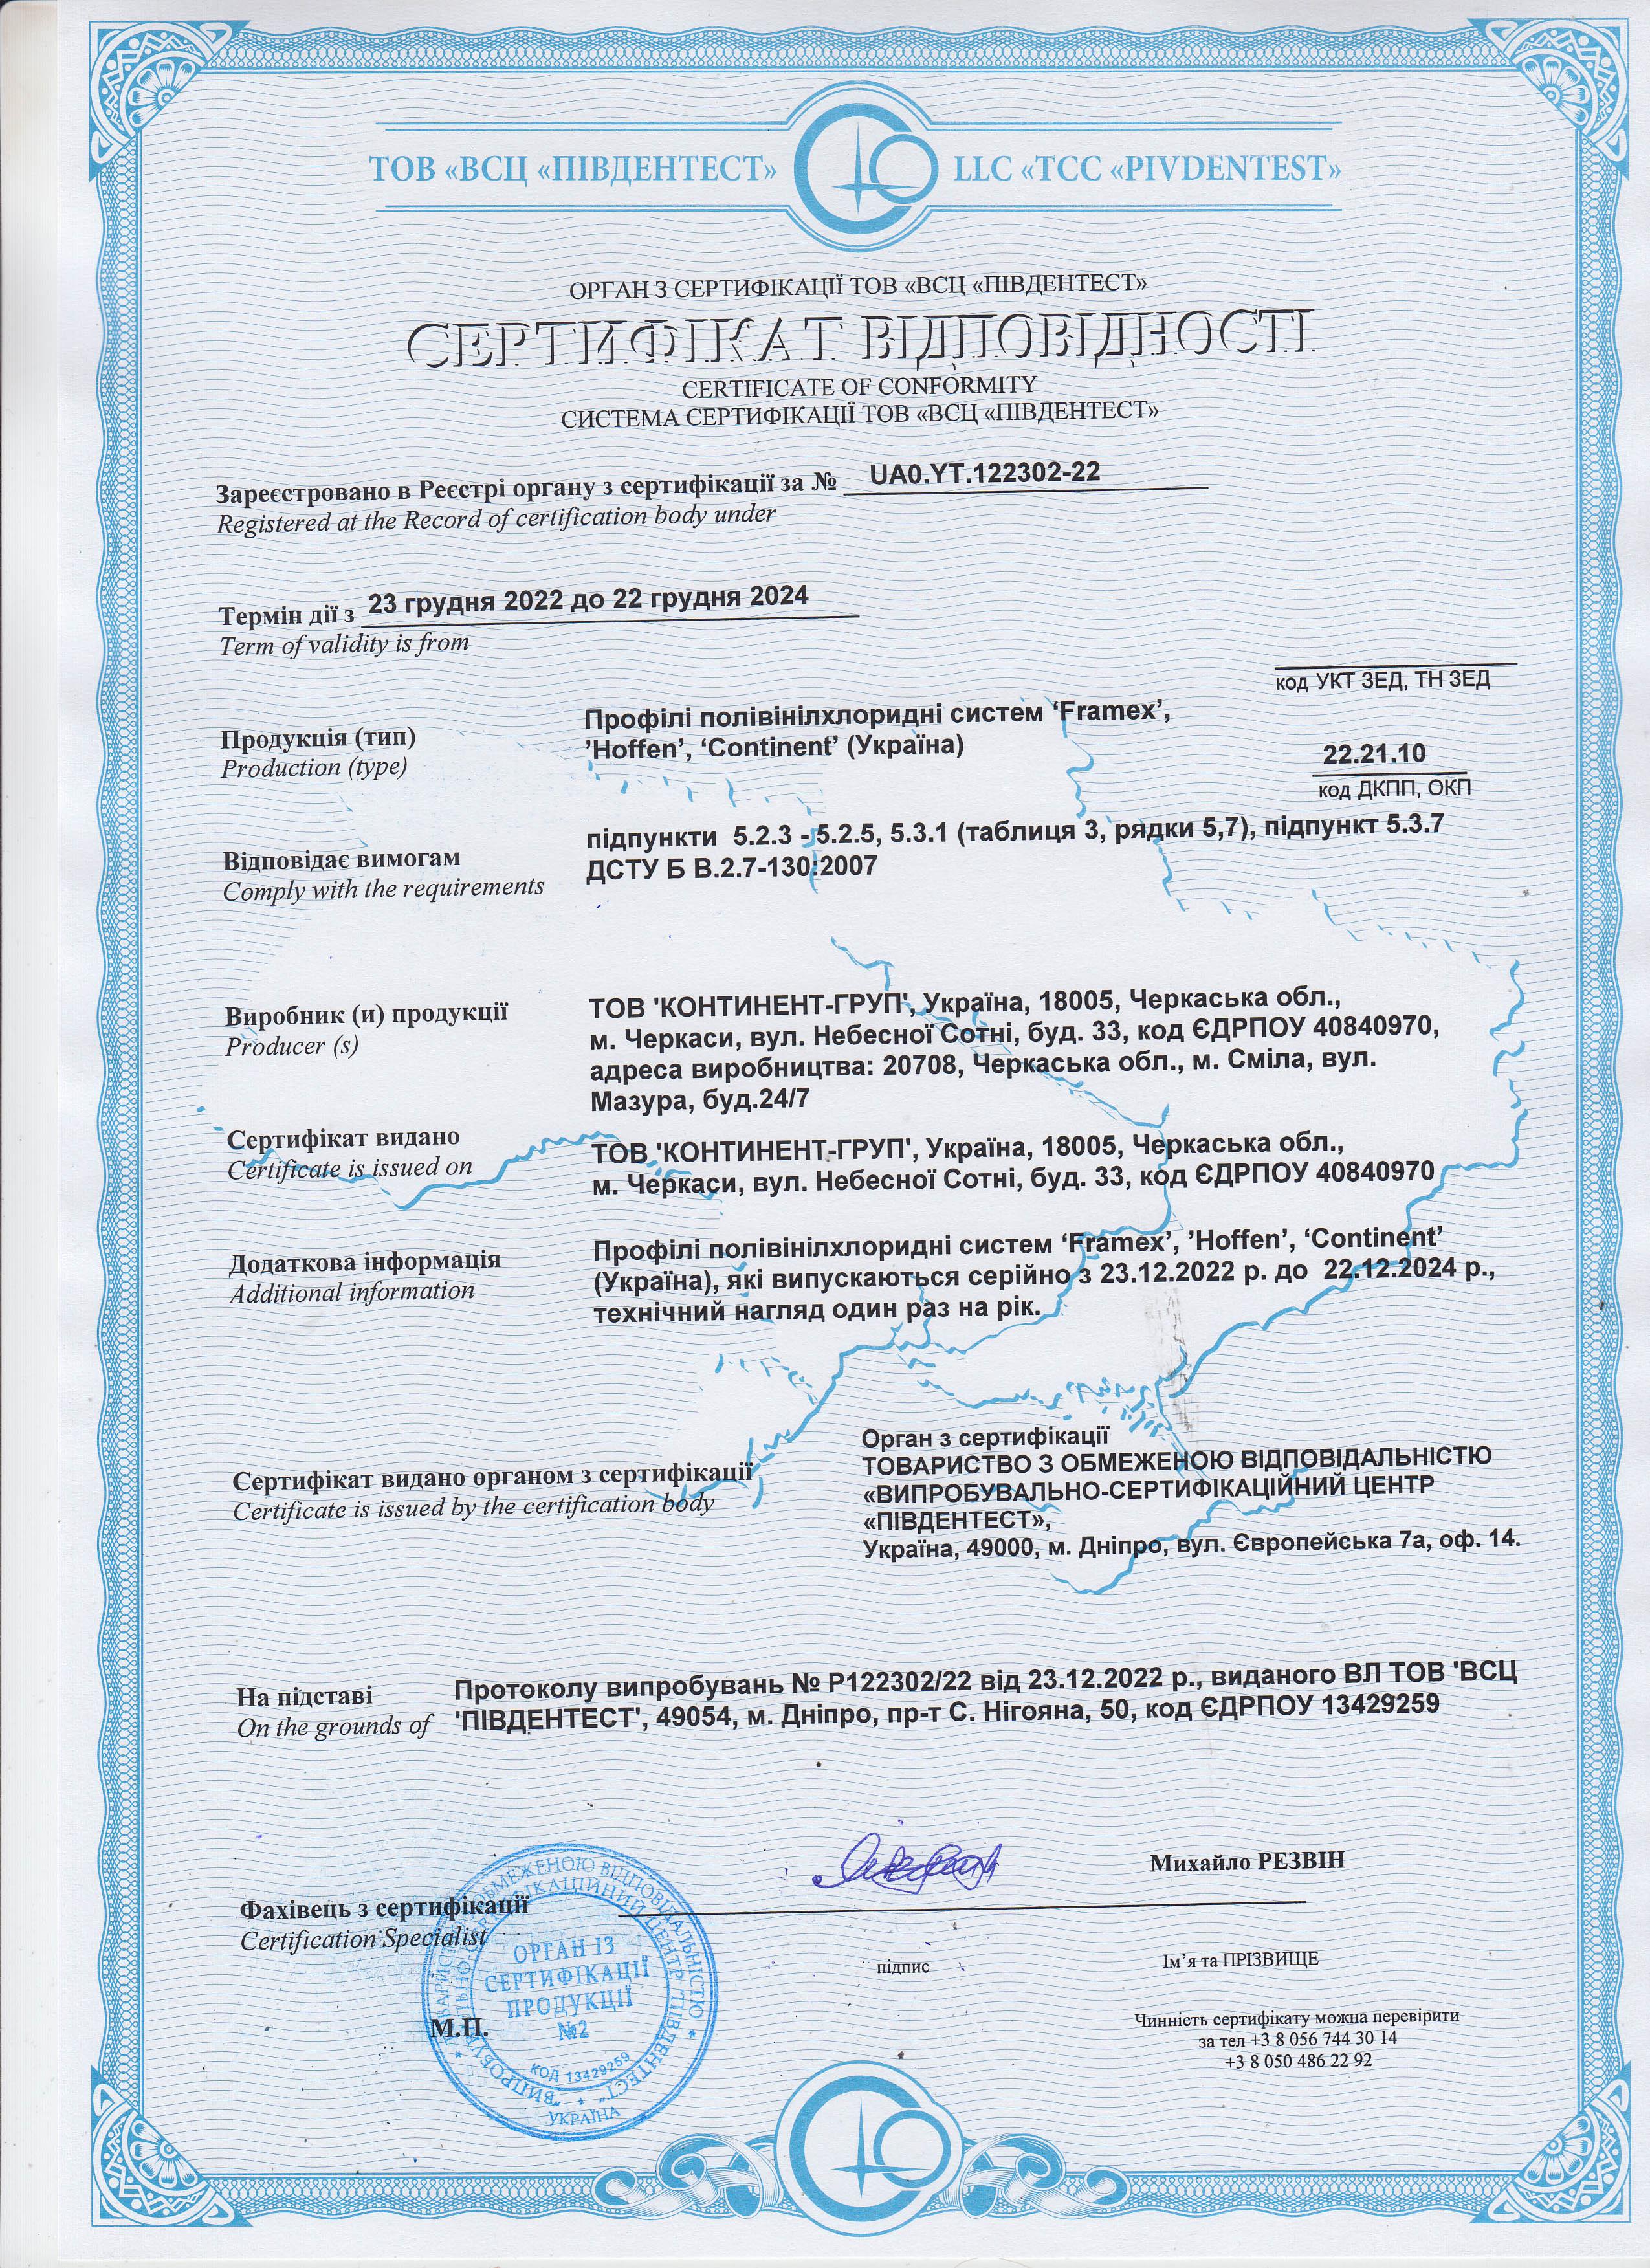 ТОВ «ВСЦ «ПІВДЕНТЕСТ» LLC «TCC «PIVDENTEST»
ОРГАН З СЕРТИФІКАЦІЇ ТОВ «ВСЦ «ПІВДЕНТЕСТ»
СЕРТИФІКАТ ВІДПОВІДНОСТІ
CERTIFICATE OF CONFORMITY
СИСТЕМА СЕРТИФІКАЦІЇ ТОВ «ВСЦ «ПІВДЕНТЕСТ»
Зареєстровано в Реєстрі органу з сертифікації за № UA0.YT.122302-22
Registered at the Record of certification body under
Термін дії з 23 грудня 2022 до 22 грудня 2024
Term of validity is from
код УКТ ЗЕД, ТН ЗЕД
Продукція (тип)
Production (type)
Профілі полівінілхлоридні систем ‘Framex’,
’Hoffen’, ‘Continent’ (Україна)
22.21.10
код ДКПП, ОКП
Відповідає вимогам
Comply with the requirements
підпункти 5.2.3 - 5.2.5, 5.3.1 (таблиця 3, рядки 5,7), підпункт 5.3.7
ДСТУ Б В.2.7-130:2007
Виробник (и) продукції
Producer (s)
ТОВ 'КОНТИНЕНТ-ГРУП', Україна, 18005, Черкаська обл.,
м. Черкаси, вул. Небесної Сотні, буд. 33, код ЄДРПОУ 40840970,
адреса виробництва: 20708, Черкаська обл., м. Сміла, вул.
Мазура, буд.24/7
Сертифікат видано
Certificate is issued on
ТОВ 'КОНТИНЕНТ-ГРУП', Україна, 18005, Черкаська обл.,
м. Черкаси, вул. Небесної Сотні, буд. 33, код ЄДРПОУ 40840970
Додаткова інформація
Additional information
Профілі полівінілхлоридні систем ‘Framex’, ’Hoffen’, ‘Continent’
(Україна), які випускаються серійно з 23.12.2022 р. до 22.12.2024 р.,
технічний нагляд один раз на рік.
Сертифікат видано органом з сертифікації
Certificate is issued by the certification body
Орган з сертифікації
ТОВАРИСТВО З ОБМЕЖЕНОЮ ВІДПОВІДАЛЬНІСТЮ
«ВИПРОБУВАЛЬНО-СЕРТИФІКАЦІЙНИЙ ЦЕНТР
«ПІВДЕНТЕСТ»,
Україна, 49000, м. Дніпро, вул. Європейська 7а, оф. 14.
На підставі
On the grounds of
Протоколу випробувань № Р122302/22 від 23.12.2022 р., виданого ВЛ ТОВ 'ВСЦ
'ПІВДЕНТЕСТ', 49054, м. Дніпро, пр-т С. Нігояна, 50, код ЄДРПОУ 13429259
Михайло РЕЗВІН
Фахівець з сертифікації
Certification Specialist
підпис
Ім’я та ПРІЗВИЩЕ
М.П.
ОБМЕЖЕНОЮ ВІДПОВІДАЛЬНІСТЮ *
ЦЕНТР "ПІВДЕНТЕСТ"
ОРГАН ІЗ
СЕРТИФІКАЦІЇ
ПРОДУКЦІЇ
№2
КОД 13429259
УКРАЇНА
Чинність сертифікату можна перевірити
за тел +3 8 056 744 30 14
+3 8 050 486 22 92